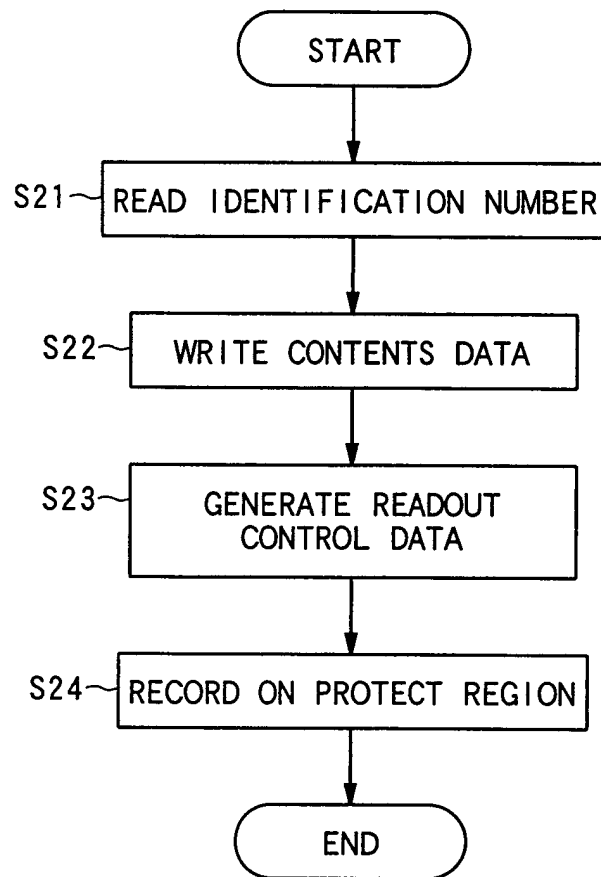 START
S21 READ IDENTIFICATION NUMBER
S22 WRITE CONTENTS DATA
S23 GENERATE READOUT
CONTROL DATA
S24 RECORD ON PROTECT REGION
END